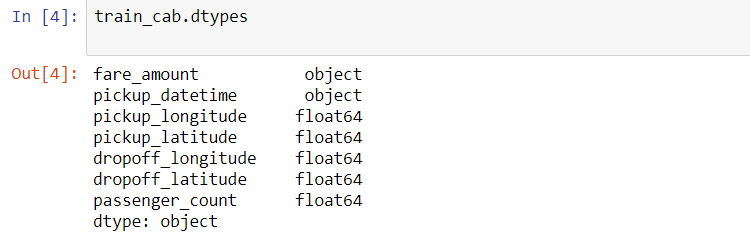 In [4]: train_cab.dtypes
Out[4]: fare_amount object
pickup_datetime object
pickup_longitude float64
pickup_latitude float64
dropoff_longitude float64
dropoff_latitude float64
passenger_count float64
dtype: object